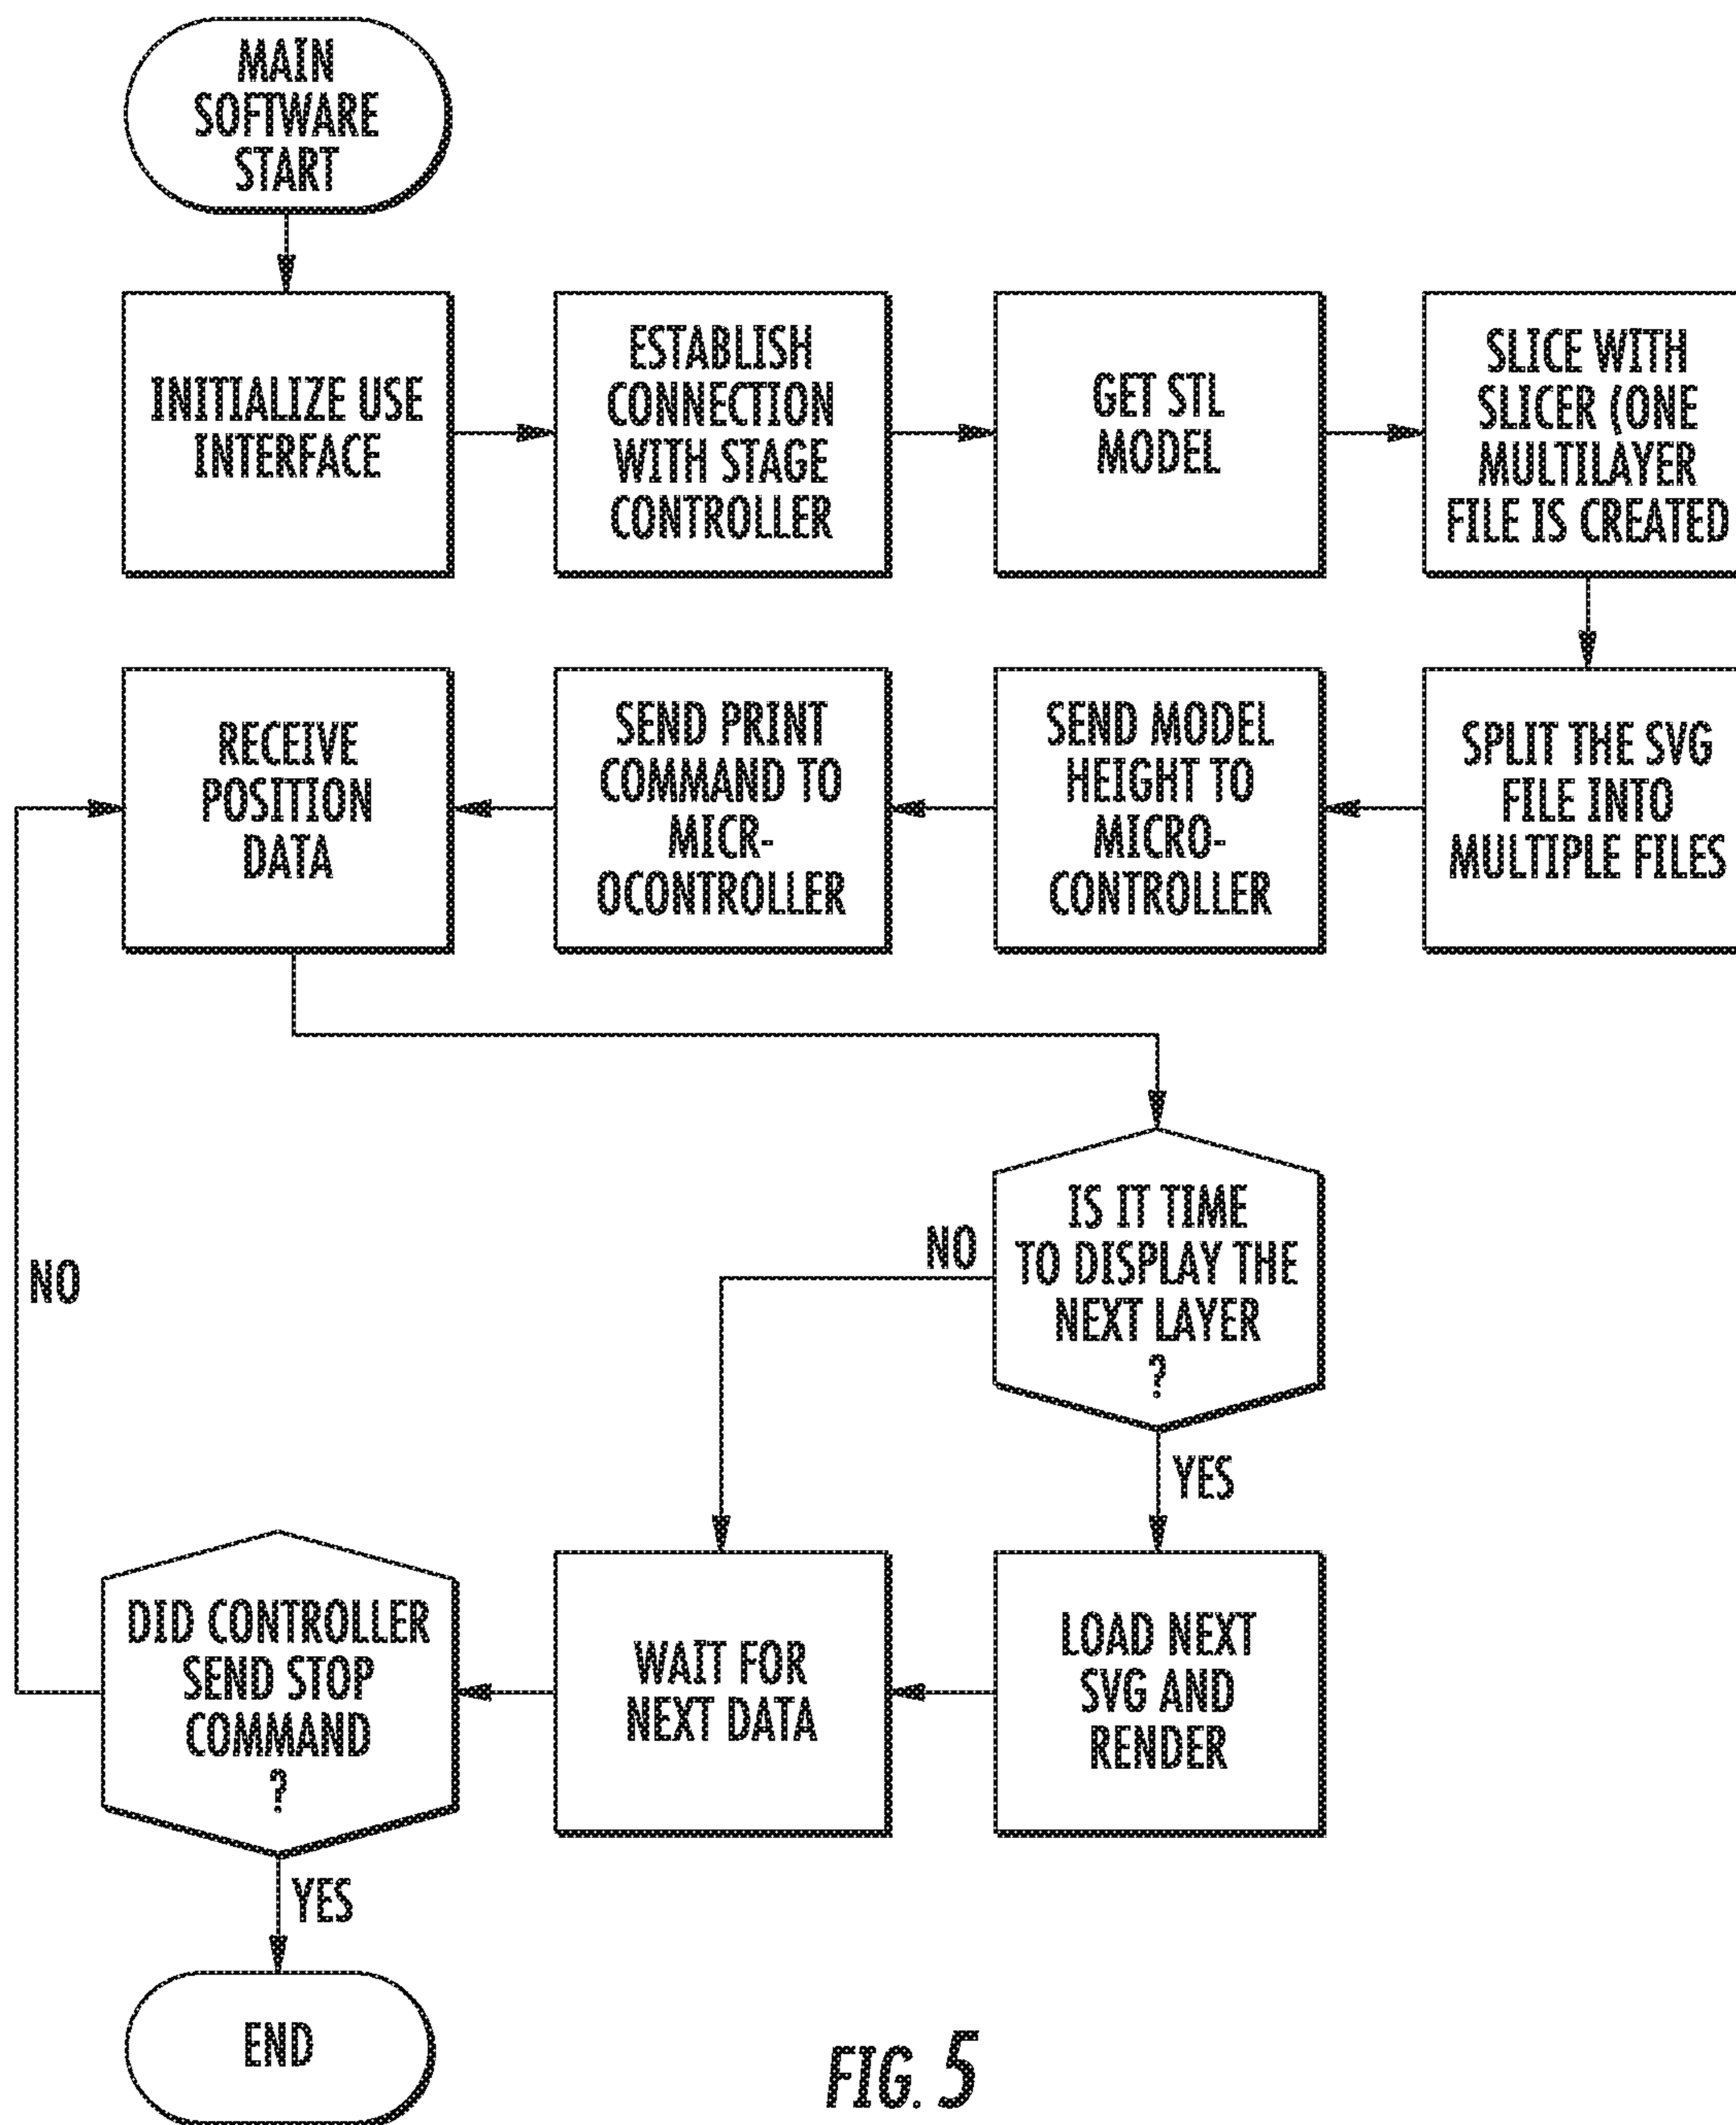 MAIN
SOFTWARE
START
INITIALIZE USE
INTERFACE
ESTABLISH
CONNECTION
WITH STAGE
CONTROLLER
GET STL
MODEL
SLICE WITH
SLICER (ONE
MULTILAYER
FILE IS CREATED
RECEIVE
POSITION
DATA
SEND PRINT
COMMAND TO
MICR-
OCONTROLLER
SEND MODEL
HEIGHT TO
MICRO-
CONTROLLER
SPLIT THE SVG
FILE INTO
MULTIPLE FILES
IS IT TIME
TO DISPLAY THE
NEXT LAYER
?
NO
NO
YES
DID CONTROLLER
SEND STOP
COMMAND
?
WAIT FOR
NEXT DATA
LOAD NEXT
SVG AND
RENDER
YES
END
FIG. 5